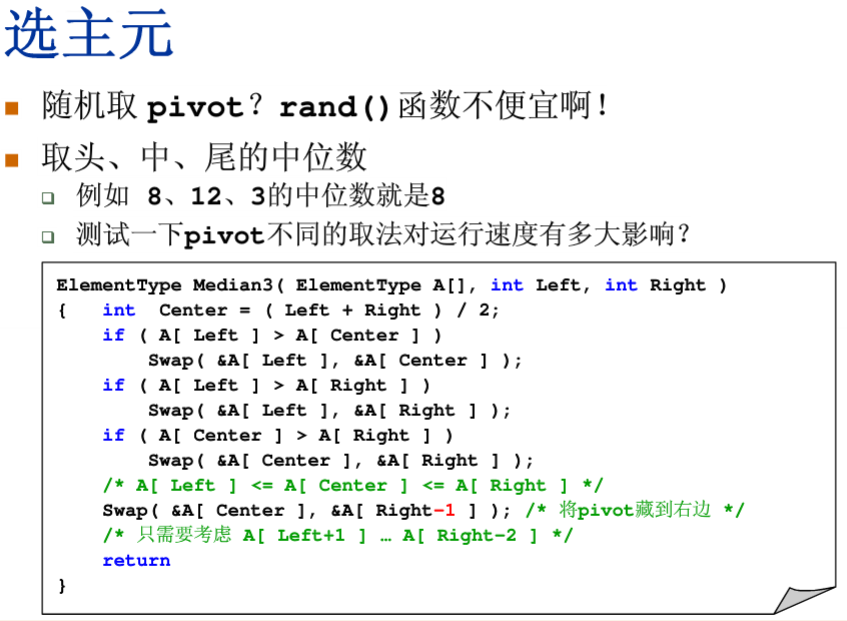 选主元
随机取 pivot？rand()函数不便宜啊！
取头、中、尾的中位数
例如 8、12、3的中位数就是8
测试一下pivot不同的取法对运行速度有多大影响？
ElementType Median3( ElementType A[], int Left, int Right )
{ int Center = ( Left + Right ) / 2;
if ( A[ Left ] > A[ Center ] )
Swap( &A[ Left ], &A[ Center ] );
if ( A[ Left ] > A[ Right ] )
Swap( &A[ Left ], &A[ Right ] );
if ( A[ Center ] > A[ Right ] )
Swap( &A[ Center ], &A[ Right ] );
/* A[ Left ] <= A[ Center ] <= A[ Right ] */
Swap( &A[ Center ], &A[ Right-1 ] ); /* 将pivot藏到右边 */
/* 只需要考虑 A[ Left+1 ] … A[ Right-2 ] */
return
}